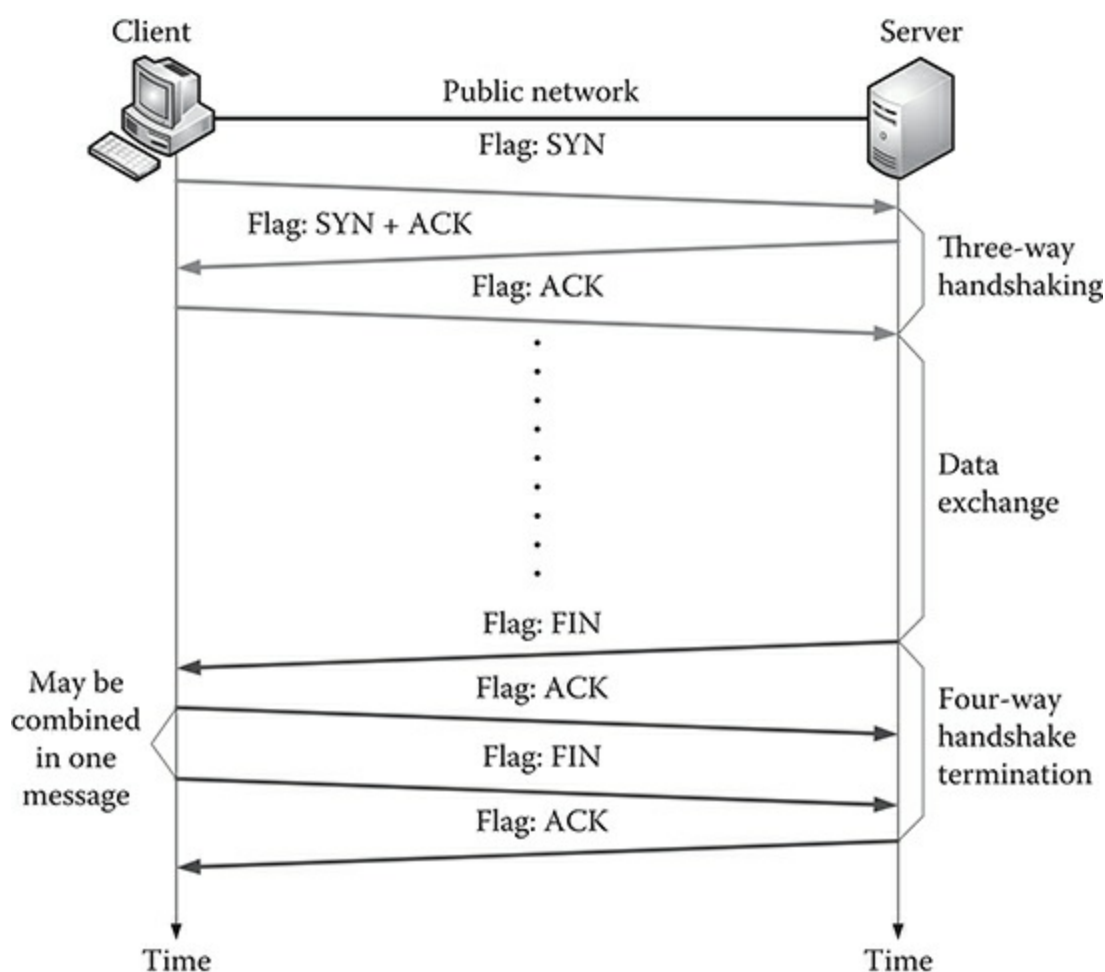 Client
Server
Public network
Flag: SYN
Flag: SYN + ACK
Three-way
handshaking
Flag: ACK
Data
exchange
Flag: FIN
May be
combined
in one
message
Flag: ACK
Four-way
handshake
termination
Flag: FIN
Flag: ACK
Time
Time